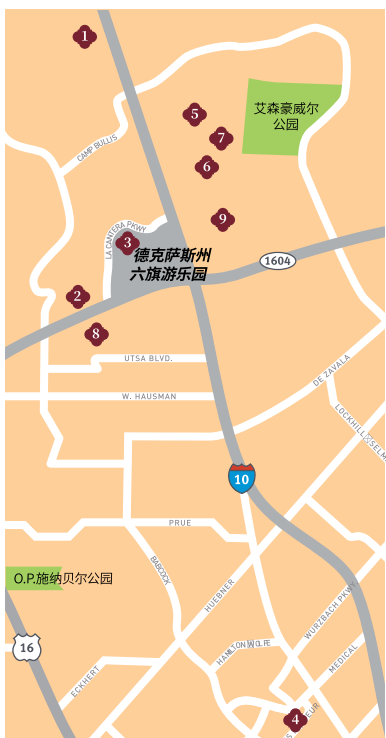 1
5
艾森豪威尔
公园
7
CAMP BULLIS
6
9
LA CANTERA PKWY
3
德克萨斯州
六旗游乐园
1604
2
8
UTSA BLVD.
DE ZAVALA
W. HAUSMAN
LOCKHILL SELM
10
PRUE
BABCOCK
O.P.施纳贝尔公园
HUEBNER
WURZBACH PKWY
16
HAMILTON WOLFE
MEDICAL
ECKHERT
4